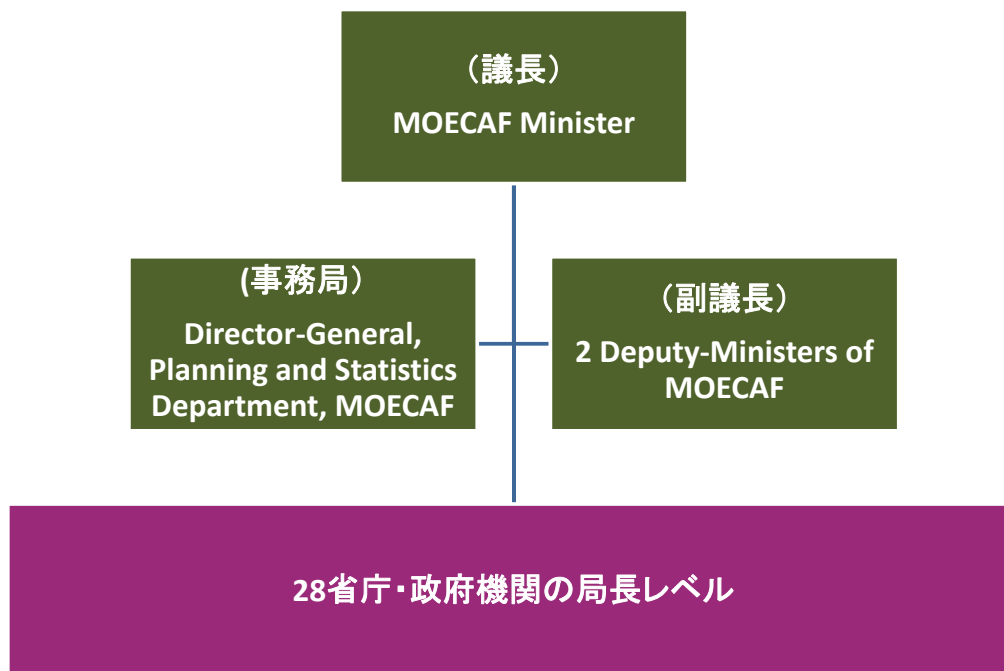 （議長）
MOECAF Minister
(事務局）
Director-General,
Planning and Statistics
Department, MOECAF
（副議長）
2 Deputy-Ministers of
MOECAF
28省庁・政府機関の局長レベル